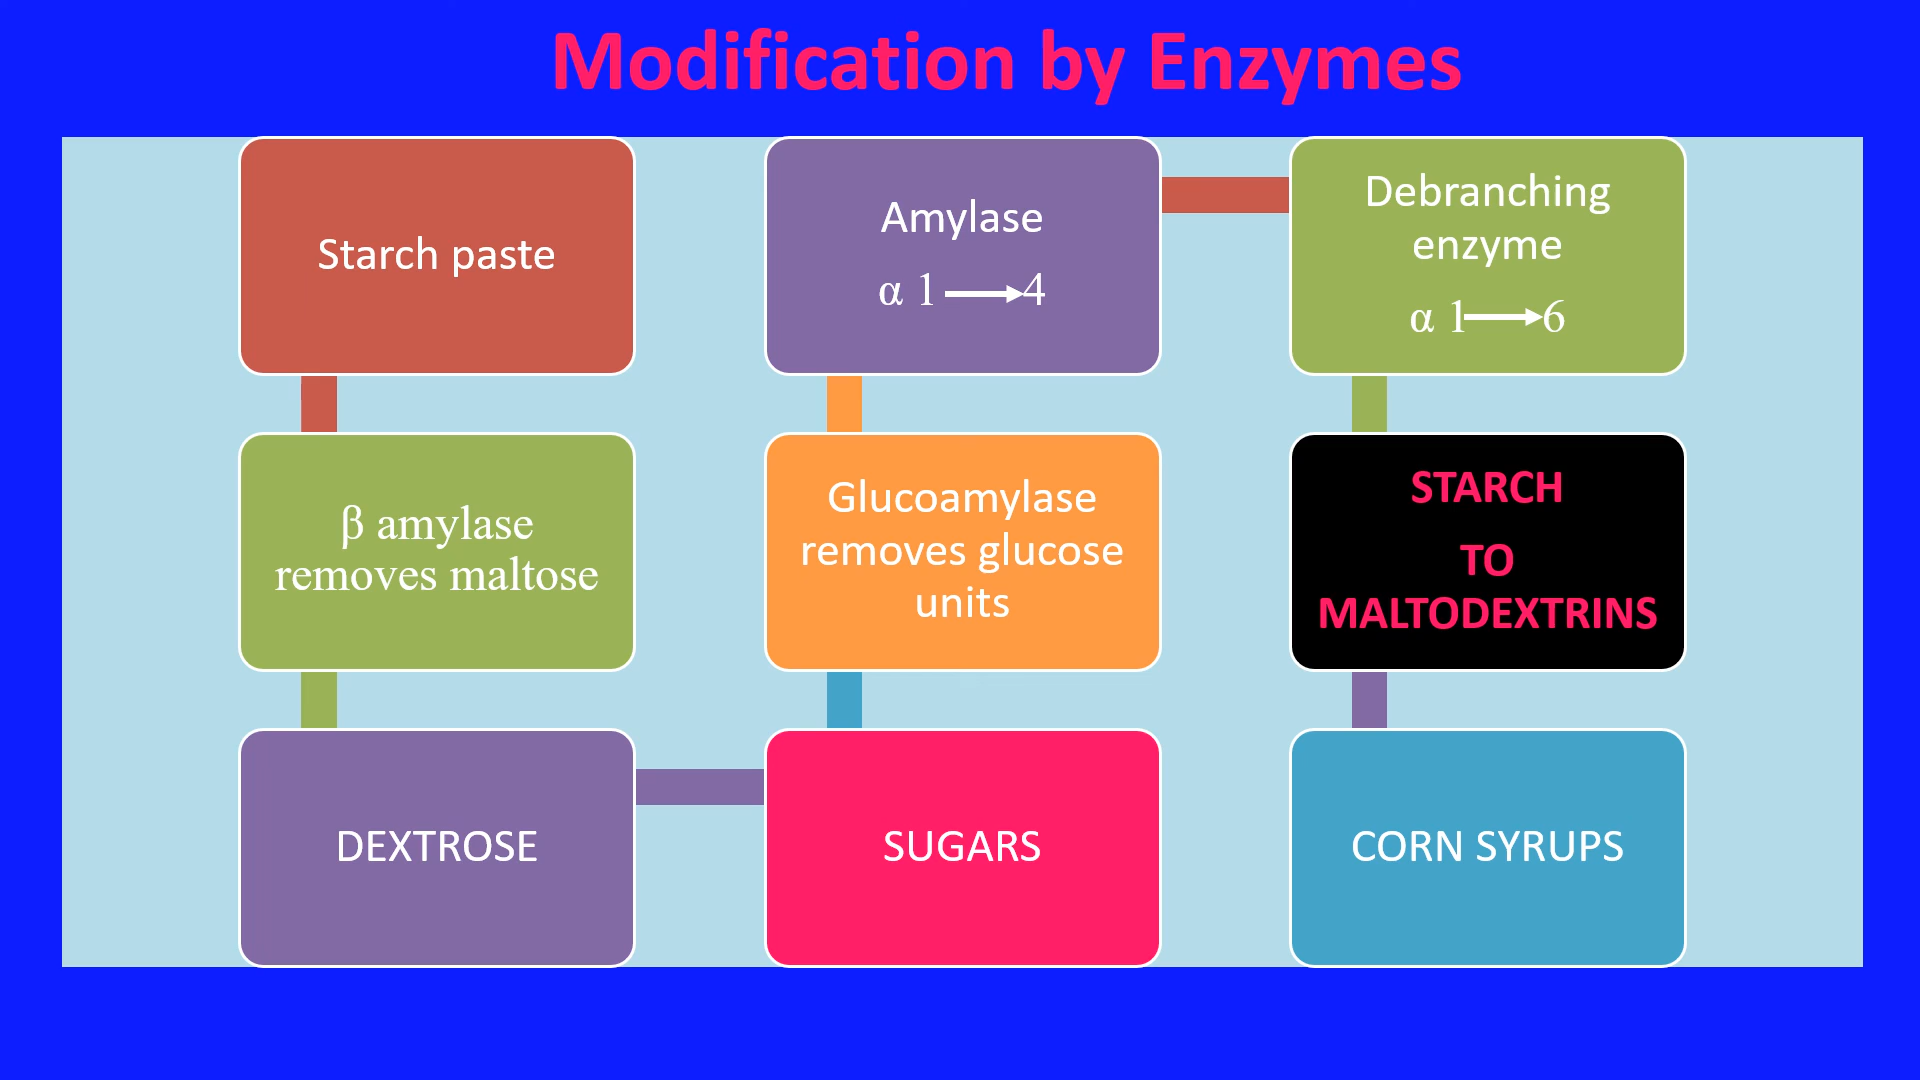 Modification by Enzymes
Starch paste
β amylase
removes maltose
DEXTROSE
SUGARS
Glucoamylase
removes glucose
units
Amylase
α 1 → 4
Debranching
enzyme
α 1 → 6
STARCH
TO
MALTODEXTRINS
CORN SYRUPS